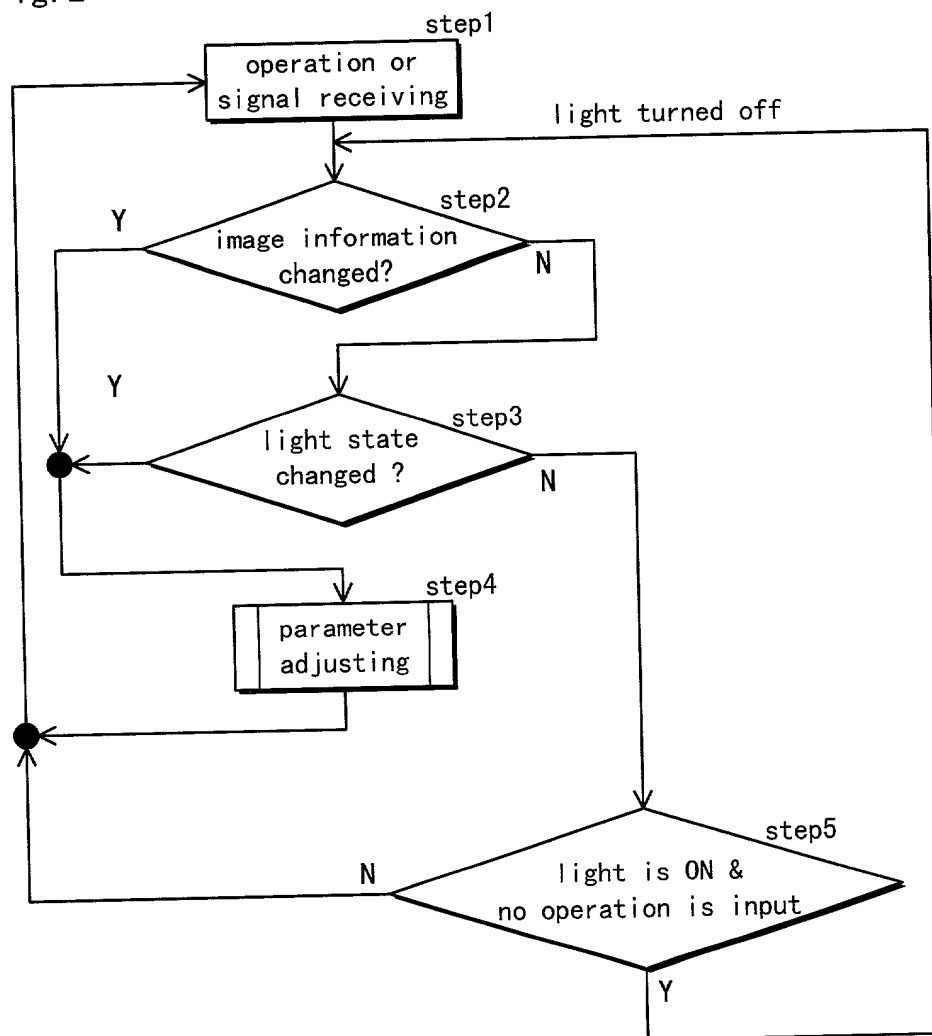 step1
operation or
signal receiving
light turned off
step2
Y
image information
changed?
N
Y
step3
light state
changed ?
N
step4
parameter
adjusting
step5
N
light is ON &
no operation is input
Y